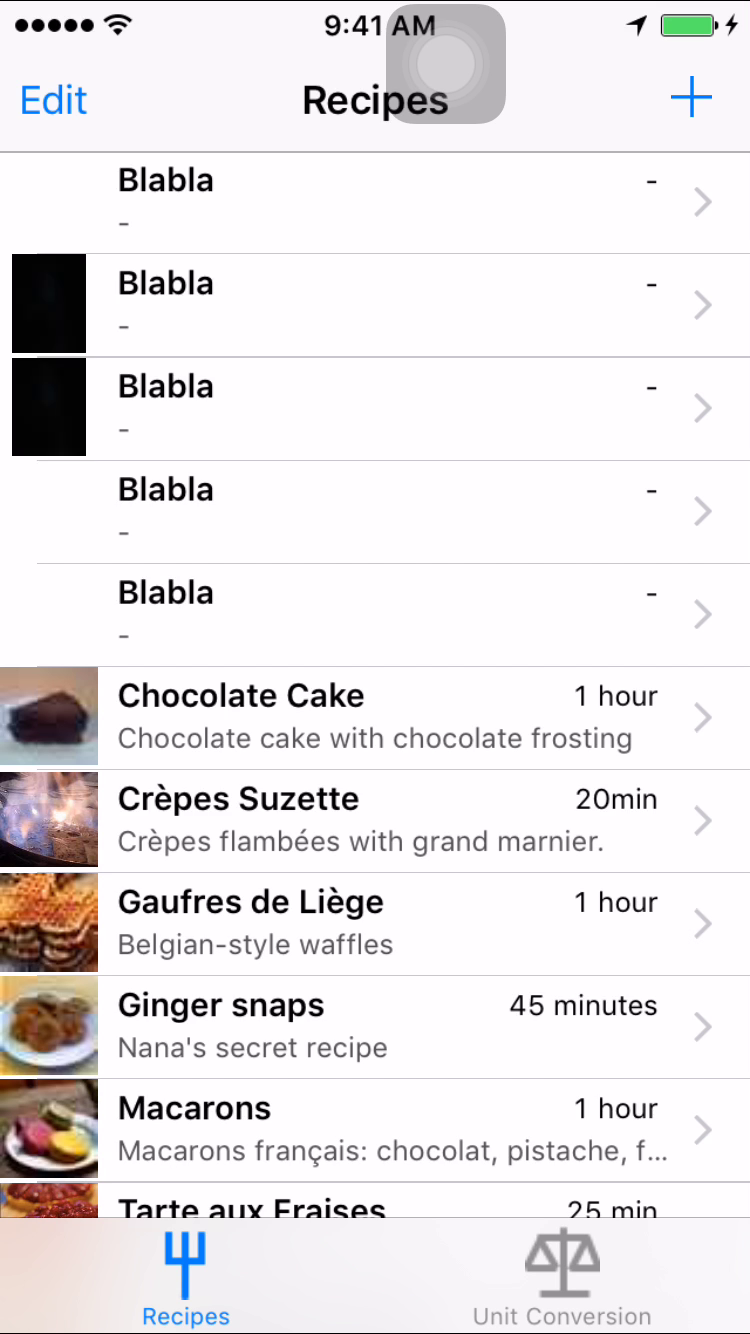 9:41 AM
Edit
Recipes
Blabla
-
-
Blabla
-
-
Blabla
-
-
Blabla
-
-
Blabla
-
-
Chocolate Cake
1 hour
Chocolate cake with chocolate frosting
Crèpes Suzette
20min
Crèpes flambées with grand marnier.
Gaufres de Liège
1 hour
Belgian-style waffles
Ginger snaps
45 minutes
Nana's secret recipe
Macarons
1 hour
Macarons français: chocolat, pistache, f...
Tarte aux Fraises
25 min
Recipes
Unit Conversion